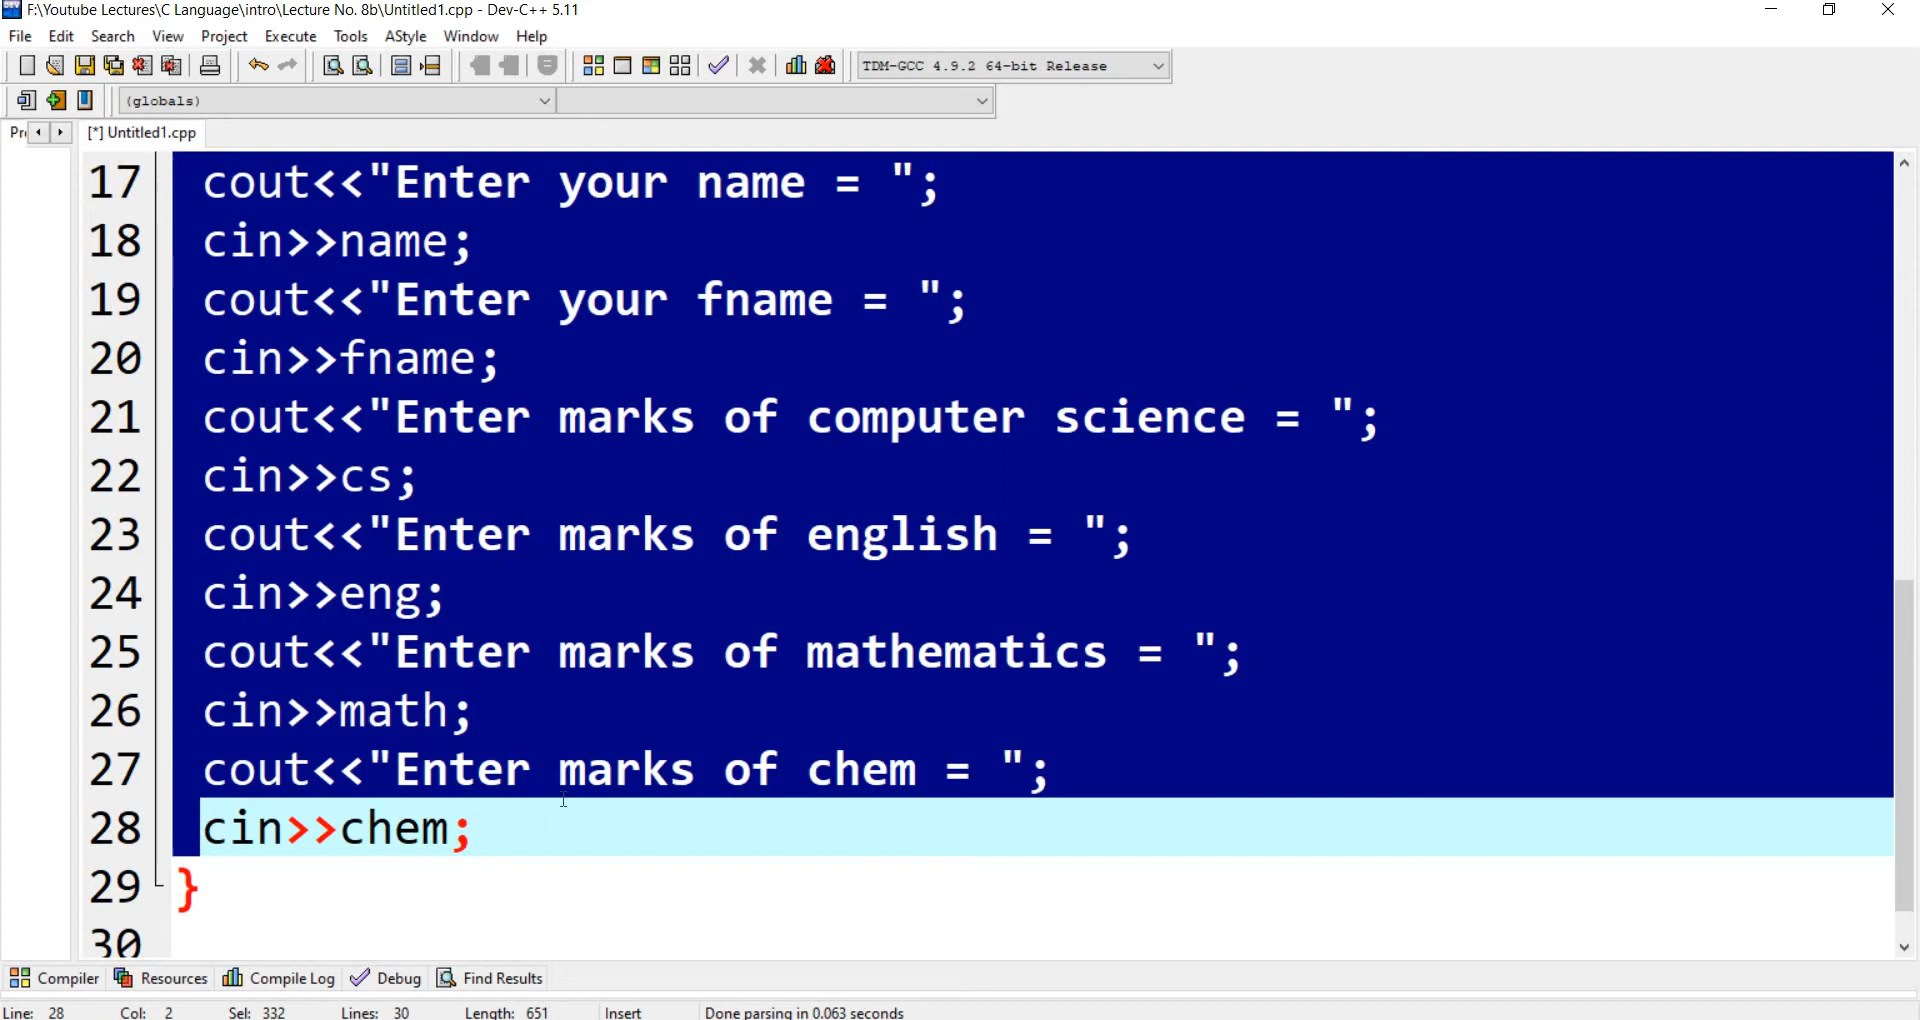 F:\Youtube Lectures\C Language\intro\Lecture No. 8b\Untitled1.cpp - Dev-C++ 5.11
File Edit Search View Project Execute Tools AStyle Window Help
TDM-GCC 4.9.2 64-bit Release
(globals)
[*] Untitled1.cpp
17 cout<<"Enter your name = ";
18 cin>>name;
19 cout<<"Enter your fname = ";
20 cin>>fname;
21 cout<<"Enter marks of computer science = ";
22 cin>>cs;
23 cout<<"Enter marks of english = ";
24 cin>>eng;
25 cout<<"Enter marks of mathematics = ";
26 cin>>math;
27 cout<<"Enter marks of chem = ";
28 cin>>chem;
29 }
30
Compiler Resources Compile Log Debug Find Results
Line: 28 Col: 2 Sel: 332 Lines: 30 Length: 651 Insert Done parsing in 0.063 seconds